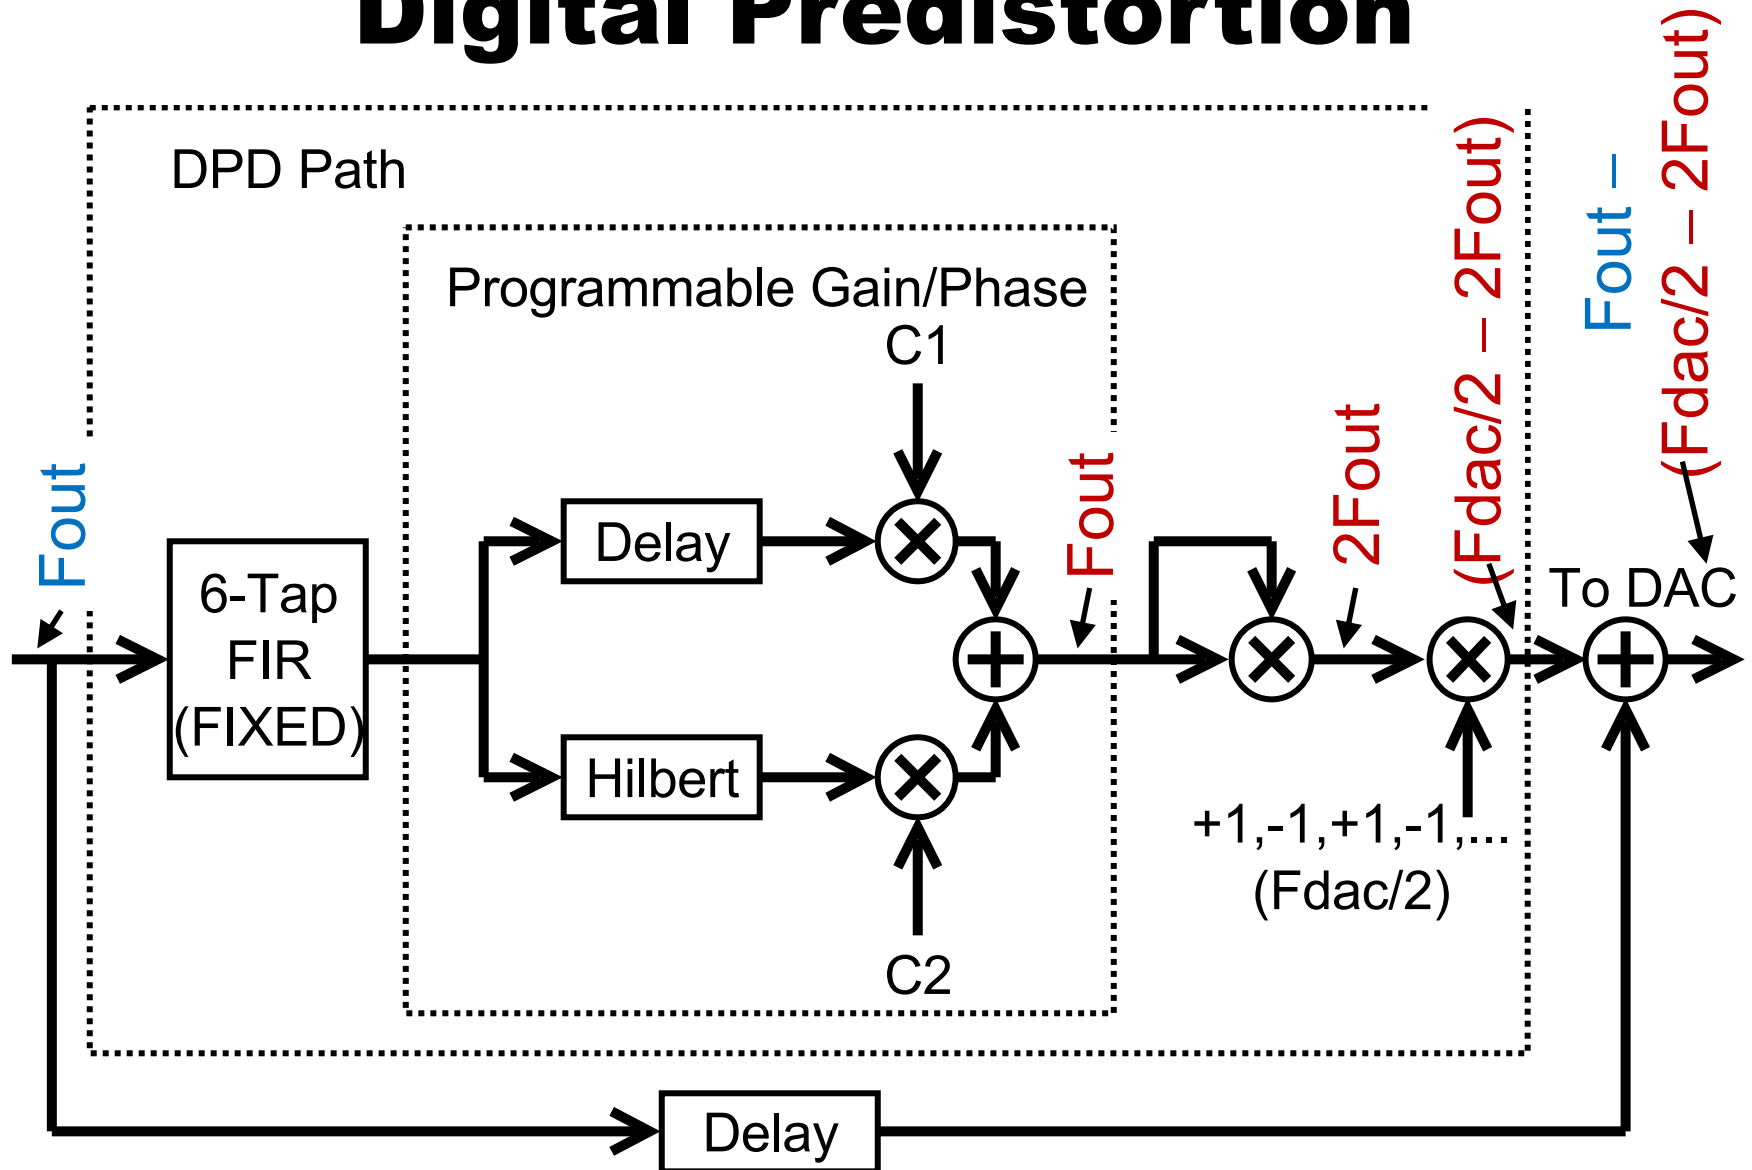 Digital Predistortion
DPD Path
Programmable Gain/Phase
C1
Fout
6-Tap
FIR
(FIXED)
Delay
Hilbert
C2
Fout
2Fout
(Fdac/2 – 2Fout)
Fout –
(Fdac/2 – 2Fout)
To DAC
+1,-1,+1,-1,...
(Fdac/2)
Delay